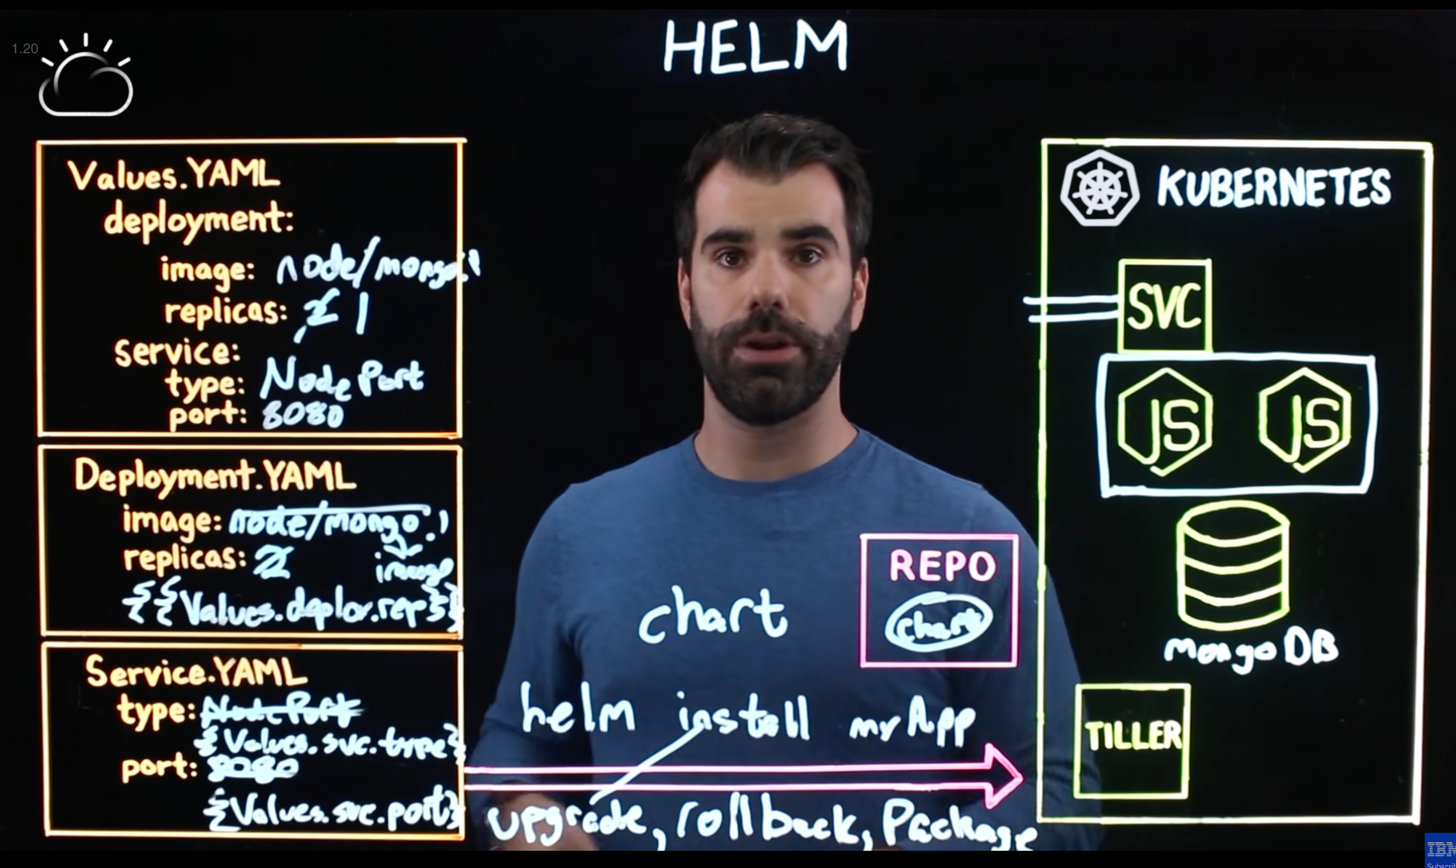 1.20
HELM
Values.YAML
deployment:
image: node/mongo.1
replicas: 2 1
service:
type: NodePort
port: 8080
Deployment.YAML
image: node/mongo.1
replicas: 2
image
{{Values.deploy.rep}}
Service.YAML
type: NodePort
{Values.svc.type}
port: 8080
{Values.svc.port}
chart
REPO
chart
helm install myApp
upgrade, rollback, Package
KUBERNETES
SVC
JS JS
mongoDB
TILLER
IBM